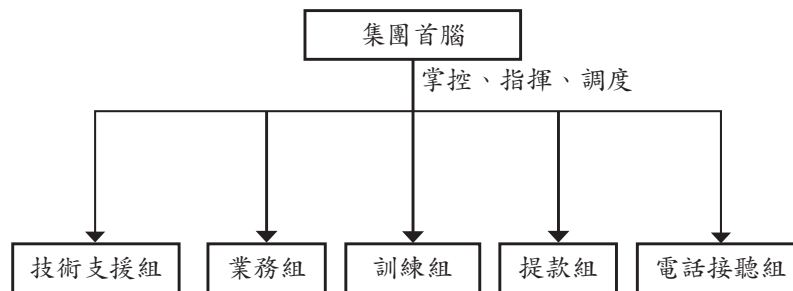 集團首腦
掌控、指揮、調度
技術支援組
業務組
訓練組
提款組
電話接聽組